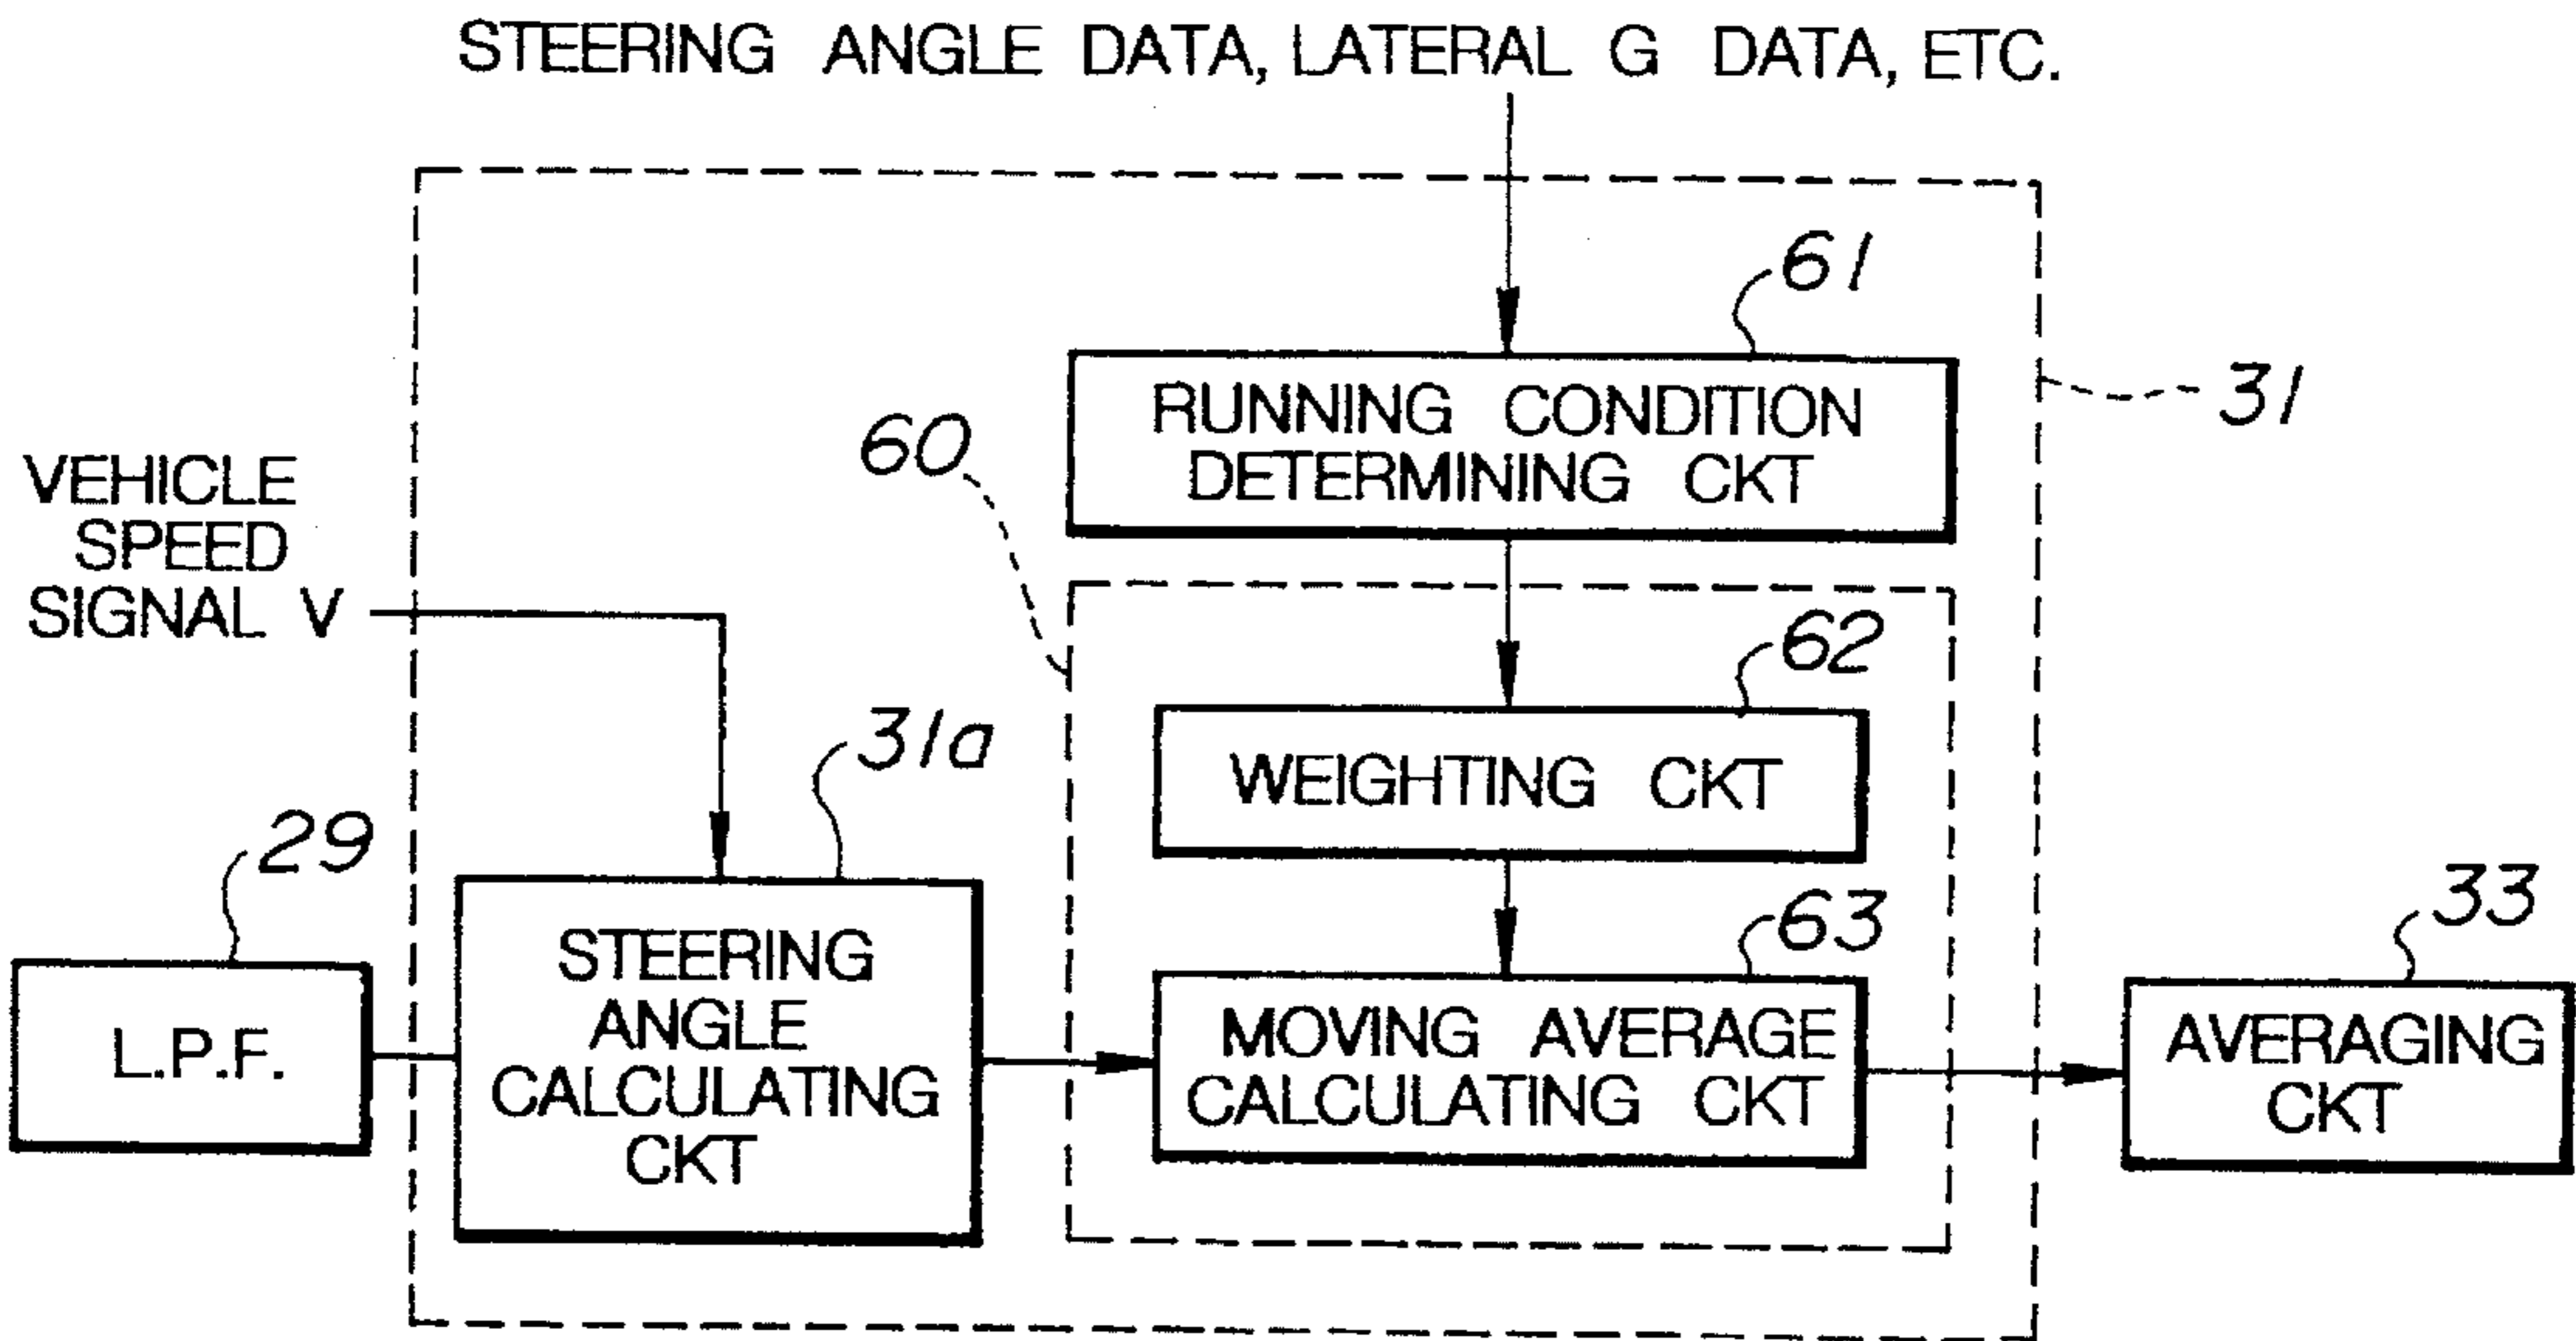 STEERING ANGLE DATA, LATERAL G DATA, ETC.
61
RUNNING CONDITION
DETERMINING CKT
31
60
VEHICLE
SPEED
SIGNAL V
62
WEIGHTING CKT
31a
29
L.P.F.
STEERING
ANGLE
CALCULATING
CKT
63
MOVING AVERAGE
CALCULATING CKT
33
AVERAGING
CKT